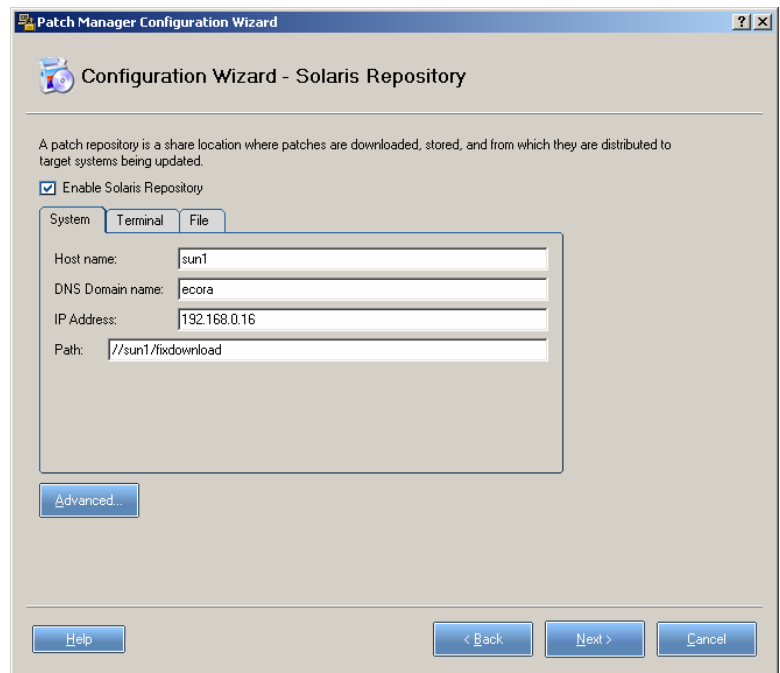 Patch Manager Configuration Wizard
Configuration Wizard - Solaris Repository
A patch repository is a share location where patches are downloaded, stored, and from which they are distributed to
target systems being updated.
Enable Solaris Repository
System Terminal File
Host name: sun1
DNS Domain name: ecora
IP Address: 192.168.0.16
Path: //sun1/fixdownload
Advanced...
Help < Back Next > Cancel